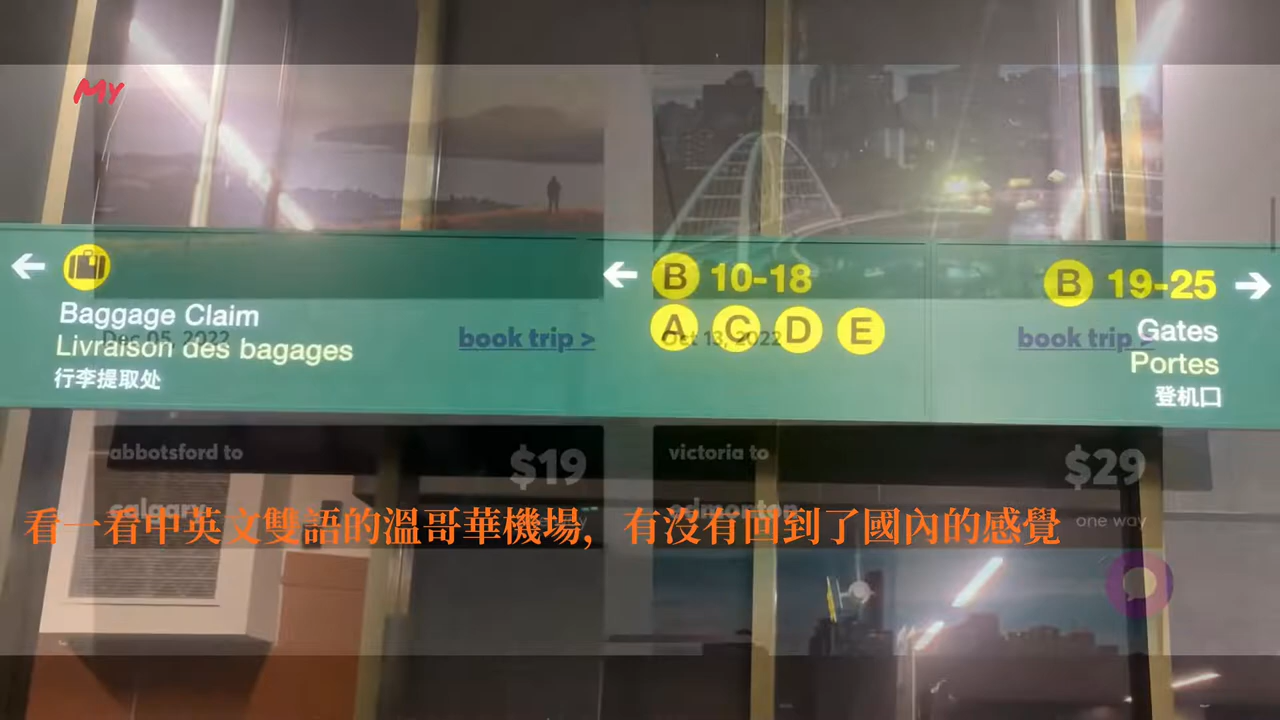 MY
B 10-18
B 19-25
Baggage Claim
Livraison des bagages
行李提取处
A C D E
Gates
Portes
登机口
Dec 05, 2022
book trip >
Oct 13, 2022
book trip >
abbotsford to
calgary
$19
victoria to
edmonton
$29
one way
看一看中英文雙語的溫哥華機場， 有沒有回到了國內的感覺